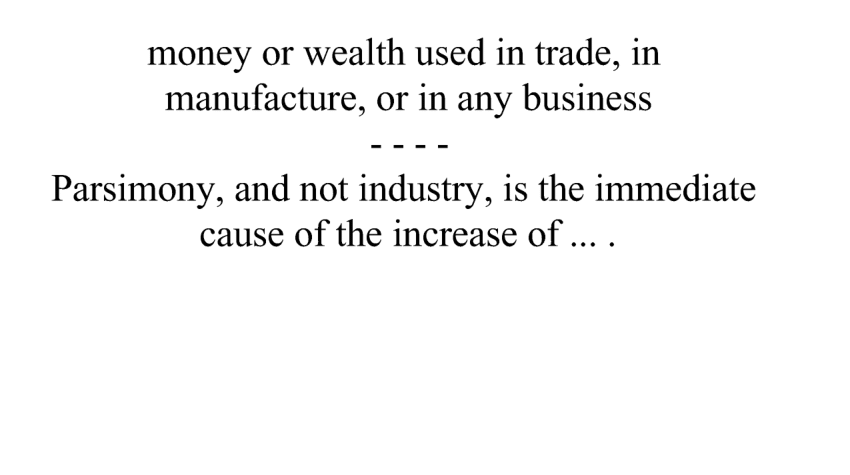 money or wealth used in trade, in
manufacture, or in any business
- - - -
Parsimony, and not industry, is the immediate
cause of the increase of ... .